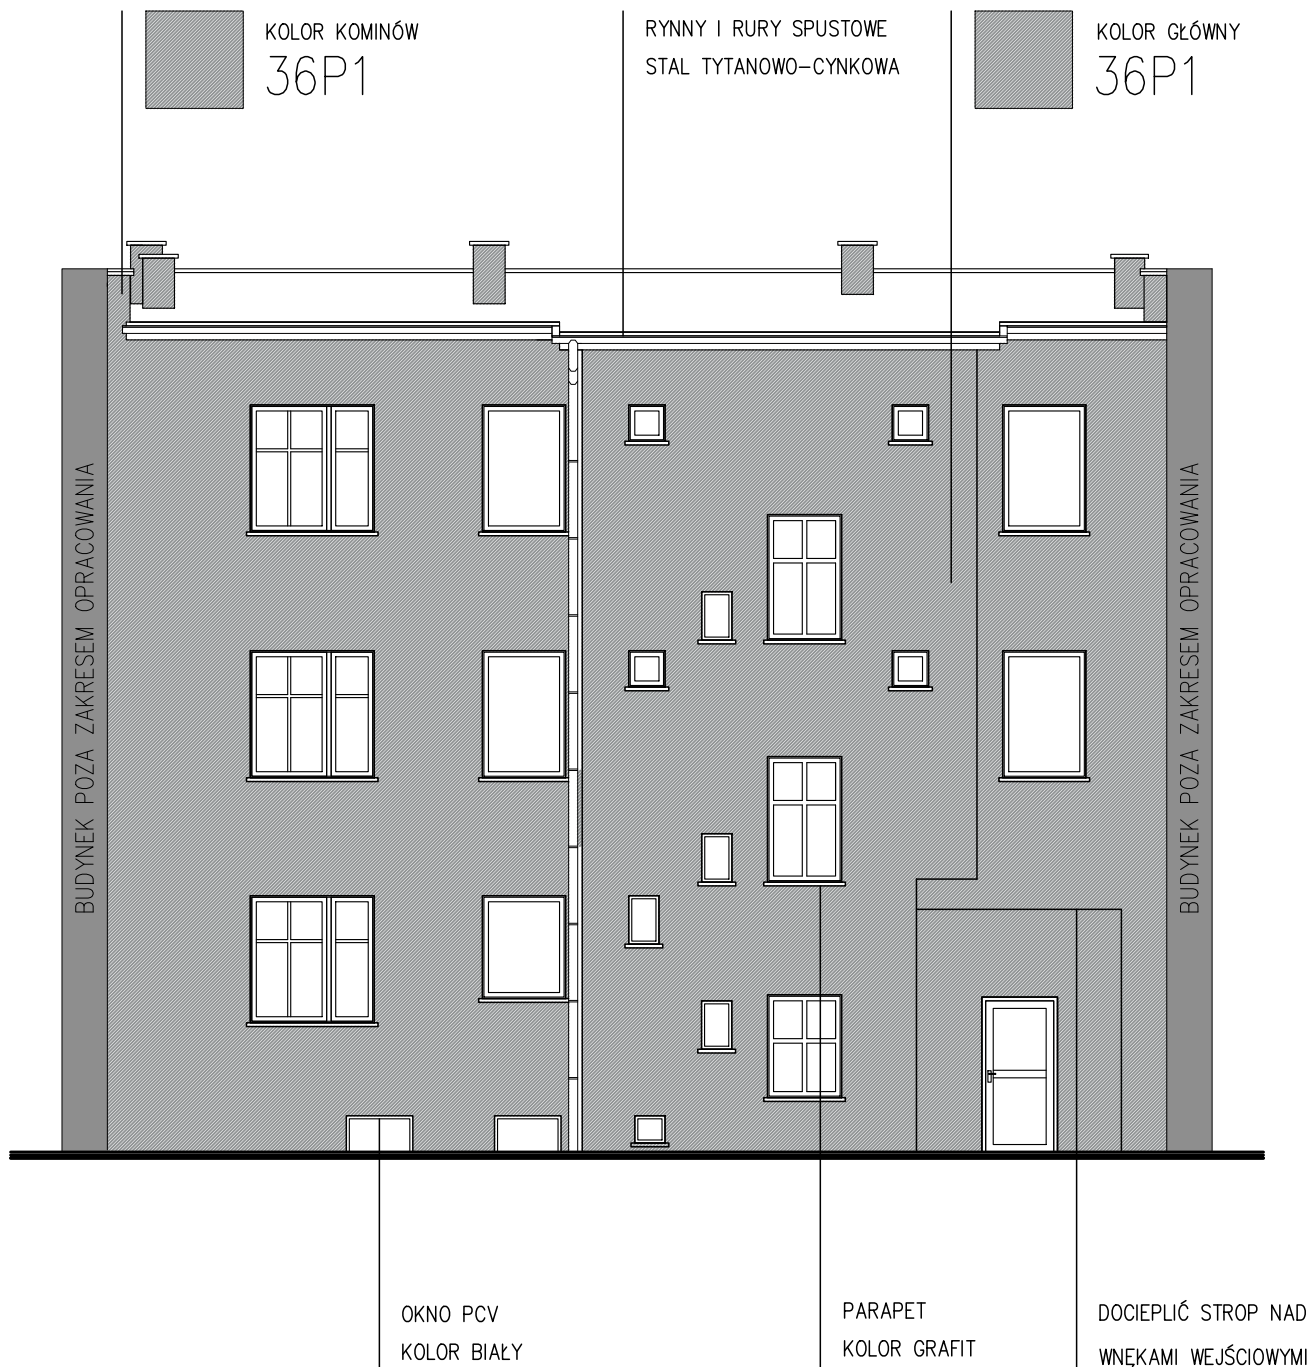 KOLOR KOMINÓW
36P1
RYNNY I RURY SPUSTOWE
STAL TYTANOWO-CYNKOWA
KOLOR GŁÓWNY
36P1
BUDYNEK POZA ZAKRESEM OPRACOWANIA
BUDYNEK POZA ZAKRESEM OPRACOWANIA
OKNO PCV
KOLOR BIAŁY
PARAPET
KOLOR GRAFIT
DOCIEPLIĆ STROP NAD
WNĘKAMI WEJŚCIOWYMI